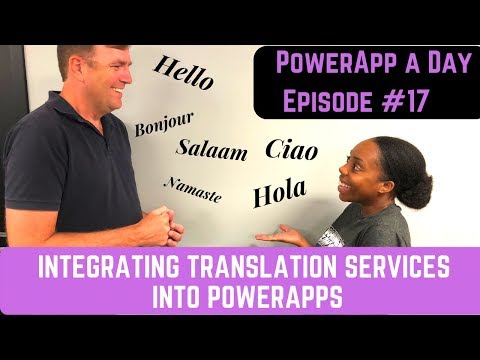 PowerApp a Day
Episode #17
Hello
Bonjour
Salaam
Ciao
Namaste
Hola
INTEGRATING TRANSLATION SERVICES
INTO POWERAPPS